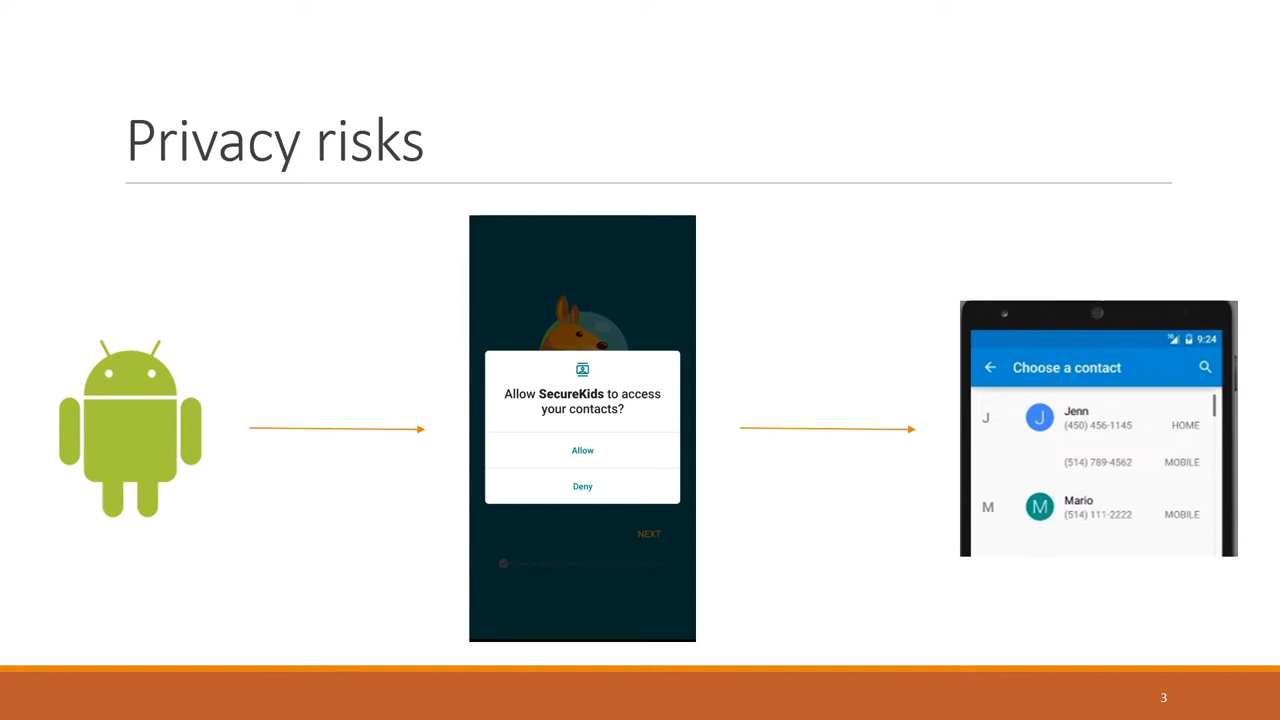 Privacy risks
Allow SecureKids to access
your contacts?
Allow
Deny
NEXT
9:24
Choose a contact
J
J
Jenn
(450) 456-1145
HOME
(514) 789-4562
MOBILE
M
M
Mario
(514) 111-2222
MOBILE
3